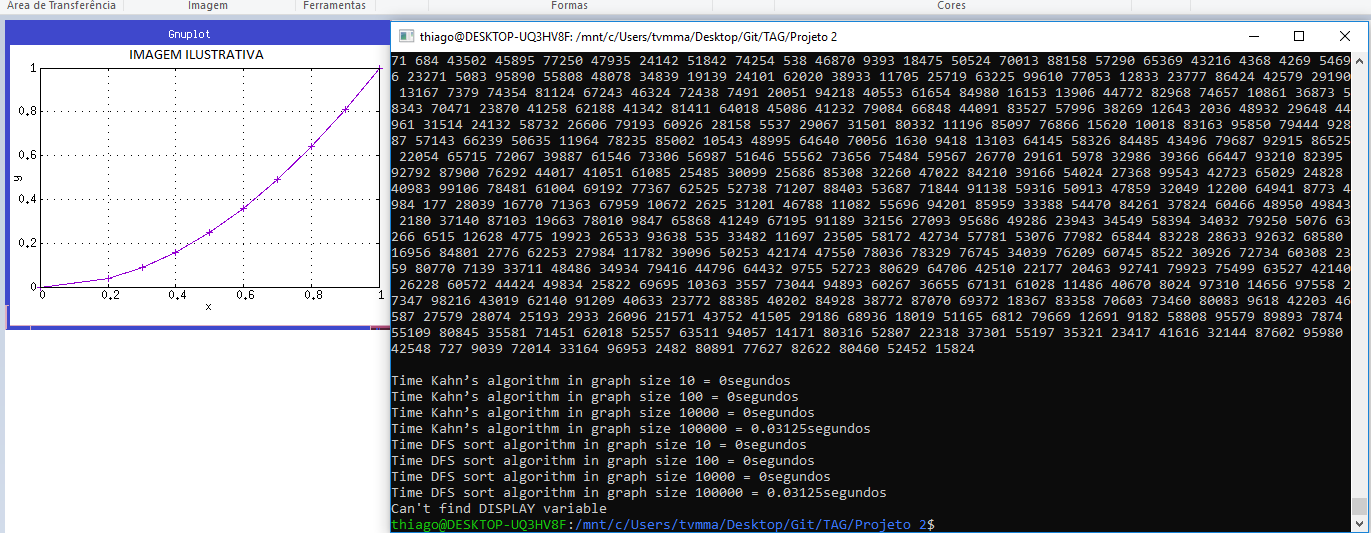 Área de Transferência Imagem Ferramentas Formas Cores
Gnuplot
IMAGEM ILUSTRATIVA
1
0.8
0.6
0.4
0.2
0
y
0 0.2 0.4 0.6 0.8 1
x
thiago@DESKTOP-UQ3HV8F: /mnt/c/Users/tvmma/Desktop/Git/TAG/Projeto 2
71 684 43502 45895 77250 47935 24142 51842 74254 538 46870 9393 18475 50524 70013 88158 57290 65369 43216 4368 4269 5469
6 23271 5083 95890 55808 48078 34839 19139 24101 62020 38933 11705 25719 63225 99610 77053 12833 23777 86424 42579 29190
13167 7379 74354 81124 67243 46324 72438 7491 20051 94218 40553 61654 84980 16153 13906 44772 82968 74657 10861 36873 5
8343 70471 23870 41258 62188 41342 81411 64018 45086 41232 79084 66848 44091 83527 57996 38269 12643 2036 48932 29648 44
961 31514 24132 58732 26606 79193 60926 28158 5537 29067 31501 80332 11196 85097 76866 15620 10018 83163 95850 79444 928
87 57143 66239 50635 11964 78235 85002 10543 48995 64640 70056 1630 9418 13103 64145 58326 84485 43496 79687 92915 86525
22054 65715 72067 39887 61546 73306 56987 51646 55562 73656 75484 59567 26770 29161 5978 32986 39366 66447 93210 82395
92792 87900 76292 44017 41051 61085 25485 30099 25686 85308 32260 47022 84210 39166 54024 27368 99543 42723 65029 24828
40983 99106 78481 61004 69192 77367 62525 52738 71207 88403 53687 71844 91138 59316 50913 47859 32049 12200 64941 8773 4
984 177 28039 16770 71363 67959 10672 2625 31201 46788 11082 55696 94201 85959 33388 54470 84261 37824 60466 48950 49843
2180 37140 87103 19663 78010 9847 65868 41249 67195 91189 32156 27093 95686 49286 23943 34549 58394 34032 79250 5076 63
266 6515 12628 4775 19923 26533 93638 535 33482 11697 23505 58172 42734 57781 53076 77982 65844 83228 28633 92632 68580
16956 84801 2776 62253 27984 11782 39096 50253 42174 47550 78036 78329 76745 34039 76209 60745 8522 30926 72734 60308 23
59 80770 7139 33711 48486 34934 79416 44796 64432 9755 52723 80629 64706 42510 22177 20463 92741 79923 75499 63527 42140
26228 60572 44424 49834 25822 69695 10363 3557 73044 94893 60267 36655 67131 61028 11486 40670 8024 97310 14656 97558 2
7347 98216 43019 62140 91209 40633 23772 88385 40202 84928 38772 87070 69372 18367 83358 70603 73460 80083 9618 42203 46
587 27579 28074 25193 2933 26096 21571 43752 41505 29186 68936 18019 51165 6812 79669 12691 9182 58808 95579 89893 7874
55109 80845 35581 71451 62018 52557 63511 94057 14171 80316 52807 22318 37301 55197 35321 23417 41616 32144 87602 95980
42548 727 9039 72014 33164 96953 2482 80891 77627 82622 80460 52452 15824
Time Kahn’s algorithm in graph size 10 = 0segundos
Time Kahn’s algorithm in graph size 100 = 0segundos
Time Kahn’s algorithm in graph size 10000 = 0segundos
Time Kahn’s algorithm in graph size 100000 = 0.03125segundos
Time DFS sort algorithm in graph size 10 = 0segundos
Time DFS sort algorithm in graph size 100 = 0segundos
Time DFS sort algorithm in graph size 10000 = 0segundos
Time DFS sort algorithm in graph size 100000 = 0.03125segundos
Can't find DISPLAY variable
thiago@DESKTOP-UQ3HV8F:/mnt/c/Users/tvmma/Desktop/Git/TAG/Projeto 2$